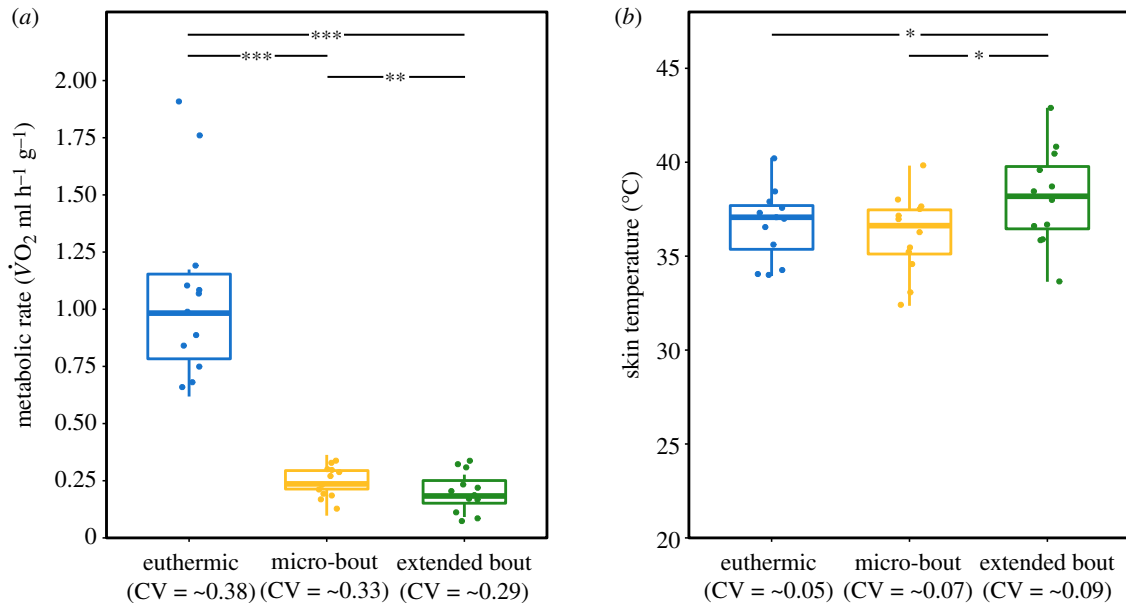 (a)
***
***
**
2.00
1.75
1.50
1.25
1.00
0.75
0.50
0.25
0
metabolic rate (V̇O₂ ml h⁻¹ g⁻¹)
euthermic
(CV = ~0.38)
micro-bout
(CV = ~0.33)
extended bout
(CV = ~0.29)
(b)
*
*
45
40
35
30
25
20
skin temperature (°C)
euthermic
(CV = ~0.05)
micro-bout
(CV = ~0.07)
extended bout
(CV = ~0.09)